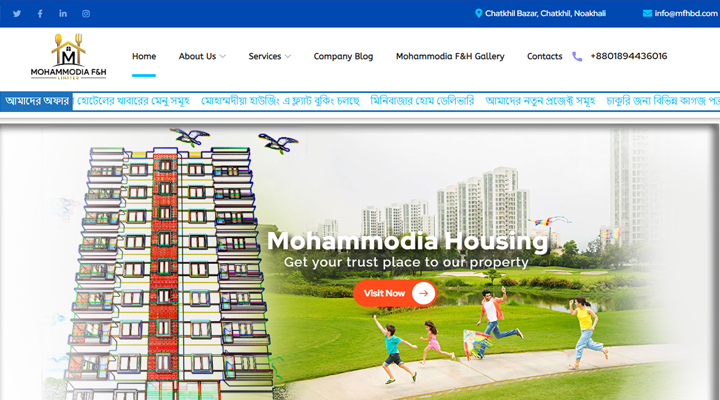 Chatkhil Bazar, Chatkhil, Noakhali
info@mfhbd.com
MOHAMMODIA F&H
LIMITED
Home
About Us
Services
Company Blog
Mohammodia F&H Gallery
Contacts
+8801894436016
আমাদের অফার
হোটেলের খাবারের মেনু সমূহ
মোহাম্মদীয়া হাউজিং এ ফ্ল্যাট বুকিং চলছে
মিনিবাজার হোম ডেলিভারি
আমাদের নতুন প্রজেক্ট সমূহ
চাকুরি জন্য বিভিন্ন কাগজ পত্র
Mohammodia Housing
Get your trust place to our property
Visit Now